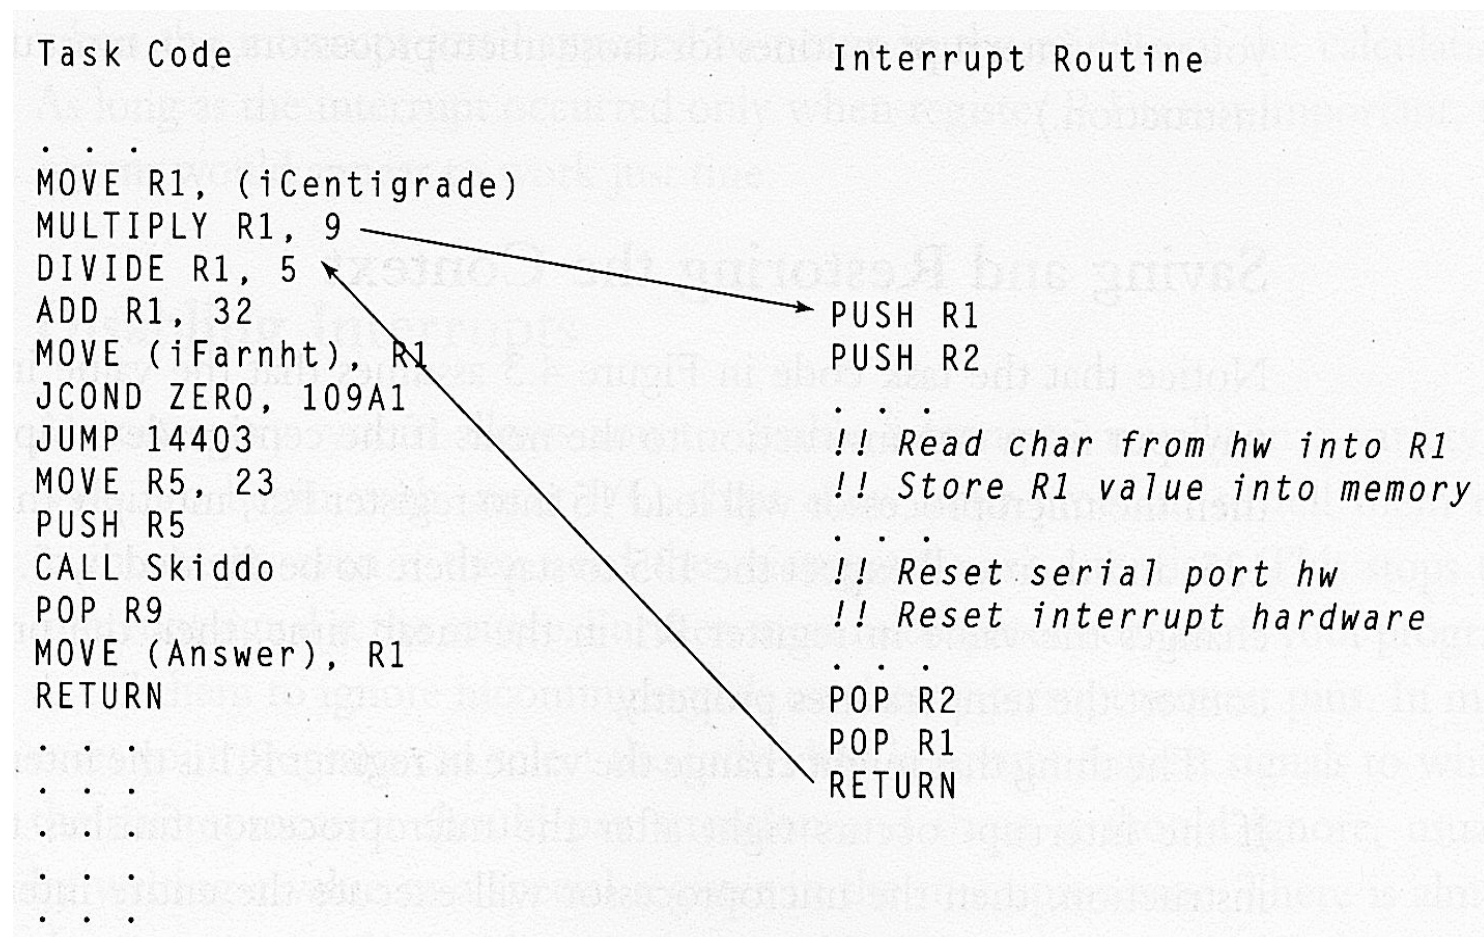 Task Code
. . .
MOVE R1, (iCentigrade)
MULTIPLY R1, 9
DIVIDE R1, 5
ADD R1, 32
MOVE (iFarnht), R1
JCOND ZERO, 109A1
JUMP 14403
MOVE R5, 23
PUSH R5
CALL Skiddo
POP R9
MOVE (Answer), R1
RETURN
. . .
. . .
. . .
. . .
. . .
Interrupt Routine
PUSH R1
PUSH R2
. . .
!! Read char from hw into R1
!! Store R1 value into memory
. . .
!! Reset serial port hw
!! Reset interrupt hardware
. . .
POP R2
POP R1
RETURN